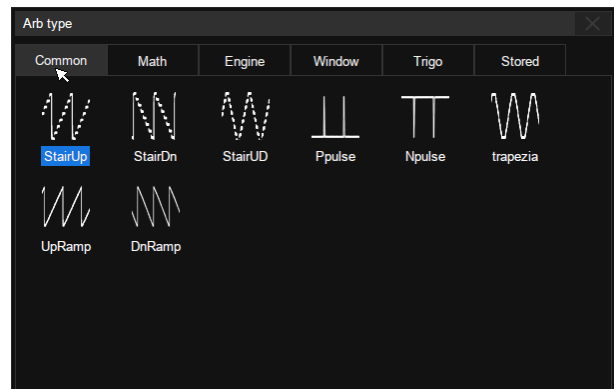 Arb type
Common Math Engine Window Trigo Stored
StairUp StairDn StairUD Ppulse Npulse trapezia
UpRamp DnRamp